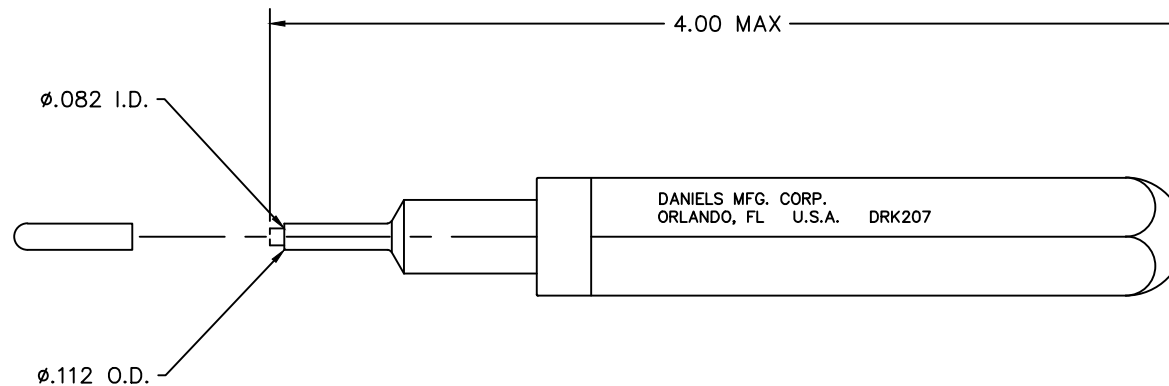 4.00 MAX
ø.082 I.D.
DANIELS MFG. CORP.
ORLANDO, FL U.S.A. DRK207
ø.112 O.D.